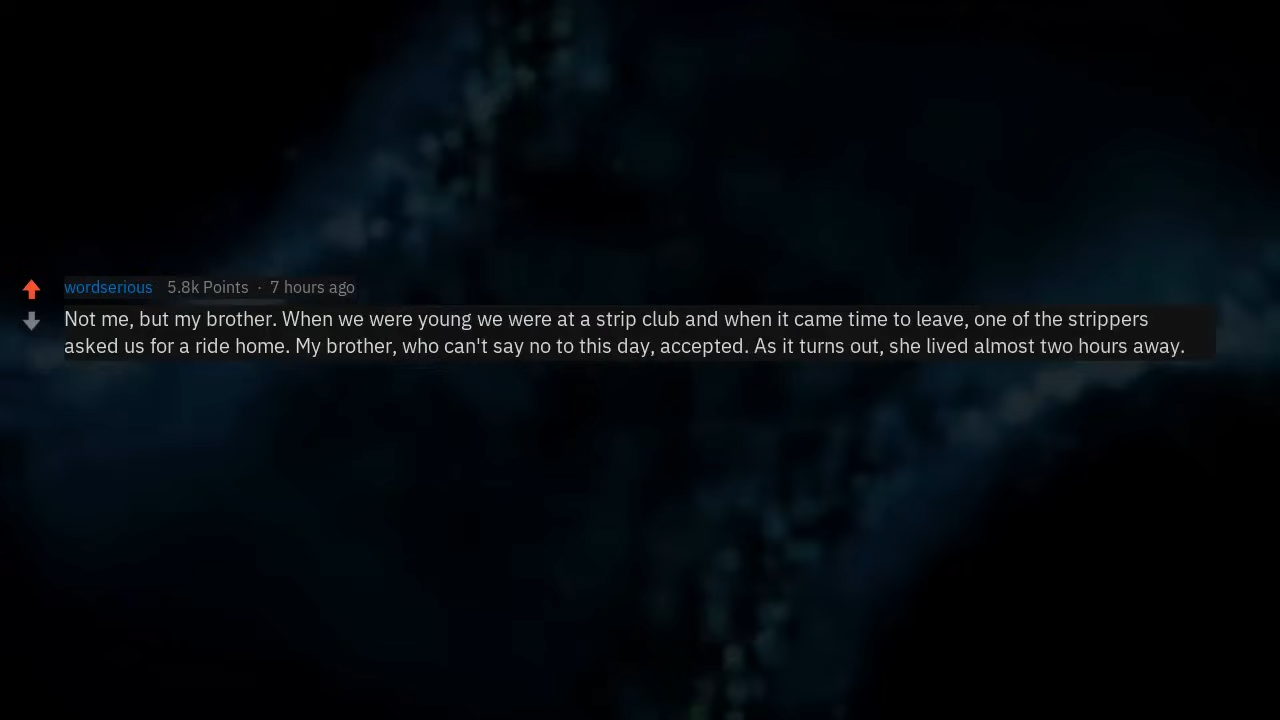 wordserious 5.8k Points · 7 hours ago
Not me, but my brother. When we were young we were at a strip club and when it came time to leave, one of the strippers
asked us for a ride home. My brother, who can't say no to this day, accepted. As it turns out, she lived almost two hours away.